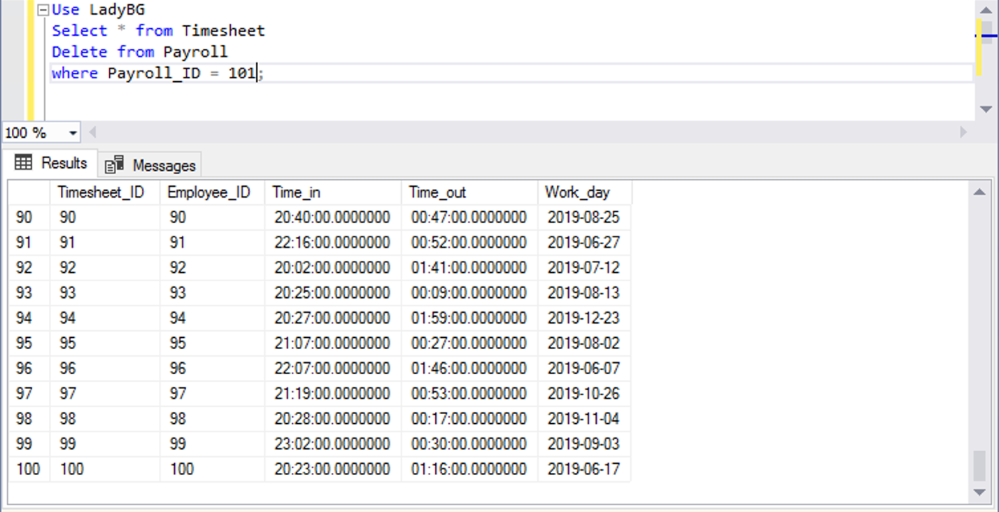 Use LadyBG
Select * from Timesheet
Delete from Payroll
where Payroll_ID = 101;
100 %
Results Messages
Timesheet_ID Employee_ID Time_in Time_out Work_day
90 90 90 20:40:00.0000000 00:47:00.0000000 2019-08-25
91 91 91 22:16:00.0000000 00:52:00.0000000 2019-06-27
92 92 92 20:02:00.0000000 01:41:00.0000000 2019-07-12
93 93 93 20:25:00.0000000 00:09:00.0000000 2019-08-13
94 94 94 20:27:00.0000000 01:59:00.0000000 2019-12-23
95 95 95 21:07:00.0000000 00:27:00.0000000 2019-08-02
96 96 96 22:07:00.0000000 01:46:00.0000000 2019-06-07
97 97 97 21:19:00.0000000 00:53:00.0000000 2019-10-26
98 98 98 20:28:00.0000000 00:17:00.0000000 2019-11-04
99 99 99 23:02:00.0000000 00:30:00.0000000 2019-09-03
100 100 100 20:23:00.0000000 01:16:00.0000000 2019-06-17